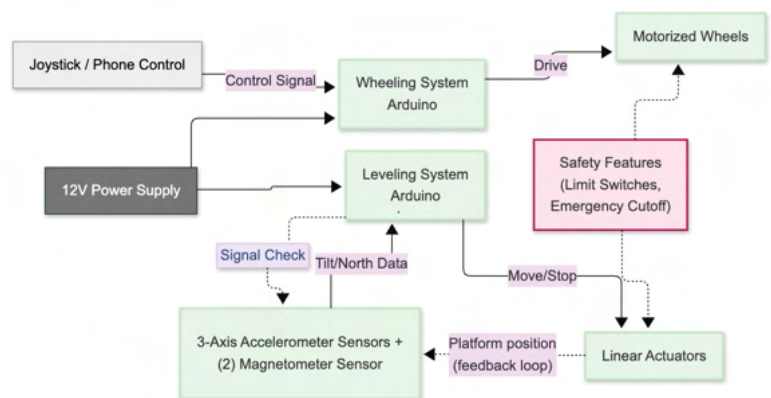 Motorized Wheels
Joystick / Phone Control
Control Signal
Drive
Wheeling System
Arduino
Safety Features
(Limit Switches,
Emergency Cutoff)
12V Power Supply
Leveling System
Arduino
Signal Check
Tilt/North Data
Move/Stop
3-Axis Accelerometer Sensors +
(2) Magnetometer Sensor
Platform position
(feedback loop)
Linear Actuators